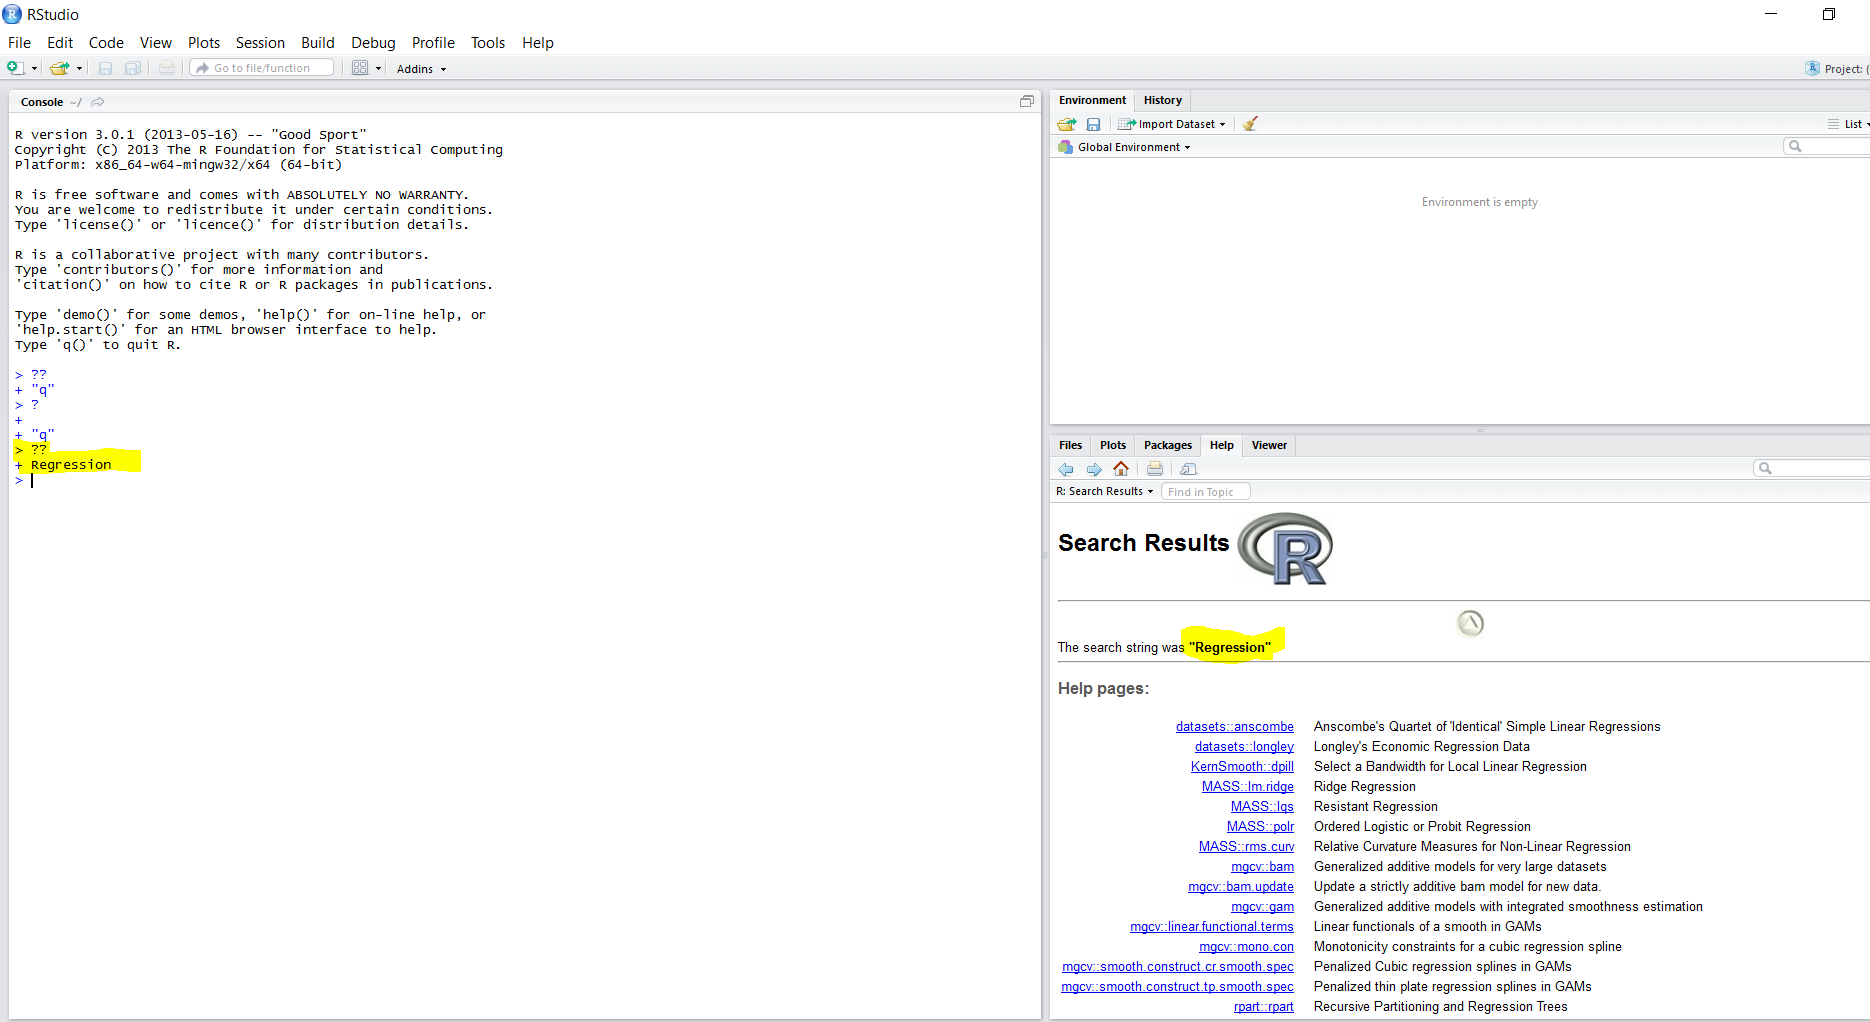 RStudio
File Edit Code View Plots Session Build Debug Profile Tools Help
Go to file/function Addins Project: (
Console ~/
R version 3.0.1 (2013-05-16) -- "Good Sport"
Copyright (C) 2013 The R Foundation for Statistical Computing
Platform: x86_64-w64-mingw32/x64 (64-bit)
R is free software and comes with ABSOLUTELY NO WARRANTY.
You are welcome to redistribute it under certain conditions.
Type 'license()' or 'licence()' for distribution details.
R is a collaborative project with many contributors.
Type 'contributors()' for more information and
'citation()' on how to cite R or R packages in publications.
Type 'demo()' for some demos, 'help()' for on-line help, or
'help.start()' for an HTML browser interface to help.
Type 'q()' to quit R.
> ??
+ "q"
> ?
+
+ "q"
> ??
+ Regression
>
Environment History
Import Dataset List
Global Environment
Environment is empty
Files Plots Packages Help Viewer
R: Search Results Find in Topic
Search Results R
The search string was "Regression"
Help pages:
datasets::anscombe Anscombe's Quartet of 'Identical' Simple Linear Regressions
datasets::longley Longley's Economic Regression Data
KernSmooth::dpill Select a Bandwidth for Local Linear Regression
MASS::lm.ridge Ridge Regression
MASS::lqs Resistant Regression
MASS::polr Ordered Logistic or Probit Regression
MASS::rms.curv Relative Curvature Measures for Non-Linear Regression
mgcv::bam Generalized additive models for very large datasets
mgcv::bam.update Update a strictly additive bam model for new data.
mgcv::gam Generalized additive models with integrated smoothness estimation
mgcv::linear.functional.terms Linear functionals of a smooth in GAMs
mgcv::mono.con Monotonicity constraints for a cubic regression spline
mgcv::smooth.construct.cr.smooth.spec Penalized Cubic regression splines in GAMs
mgcv::smooth.construct.tp.smooth.spec Penalized thin plate regression splines in GAMs
rpart::rpart Recursive Partitioning and Regression Trees